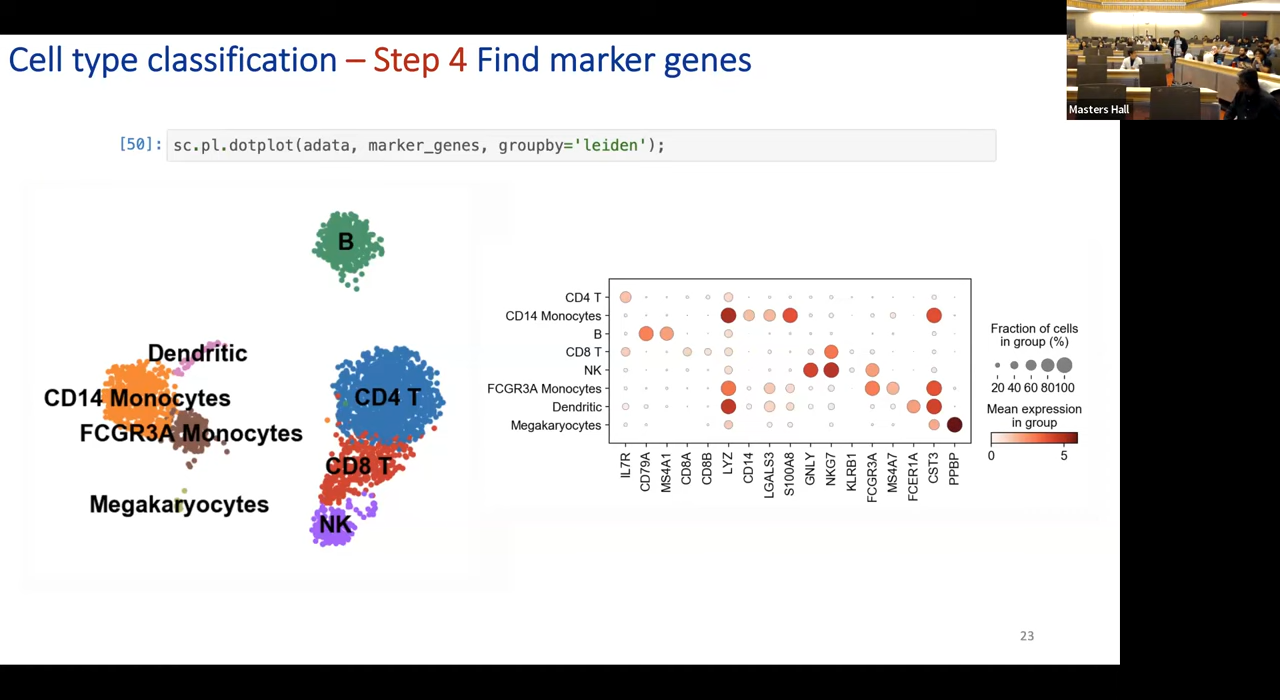 Cell type classification – Step 4 Find marker genes
Masters Hall
[50]: sc.pl.dotplot(adata, marker_genes, groupby='leiden');
B
Dendritic
CD14 Monocytes
CD4 T
FCGR3A Monocytes
CD8 T
Megakaryocytes
NK
CD4 T
CD14 Monocytes
B
CD8 T
NK
FCGR3A Monocytes
Dendritic
Megakaryocytes
IL7R
CD79A
MS4A1
CD8A
CD8B
LYZ
CD14
LGALS3
S100A8
GNLY
NKG7
KLRB1
FCGR3A
MS4A7
FCER1A
CST3
PPBP
Fraction of cells
in group (%)
20 40 60 80100
Mean expression
in group
0 5
23